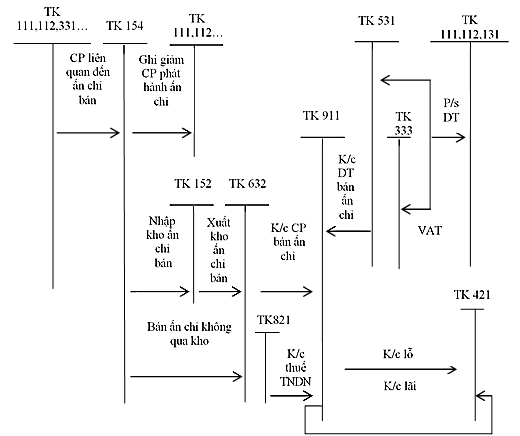 TK
111,112,331…
TK 154
TK
111,112…
TK 531
TK
111,112,131
CP liên
quan đến
ấn chỉ
bán
Ghi giảm
CP phát
hành ấn
chỉ
P/s
DT
TK 911
TK
333
K/c
DT
bán
ấn
chỉ
VAT
TK 152
TK 632
Nhập
kho ấn
chỉ
bán
Xuất
kho
ấn
chỉ
bán
K/c CP
bán ấn
chỉ
TK 421
Bán ấn chỉ không
qua kho
TK821
K/c
thuế
TNDN
K/c lỗ
K/c lãi